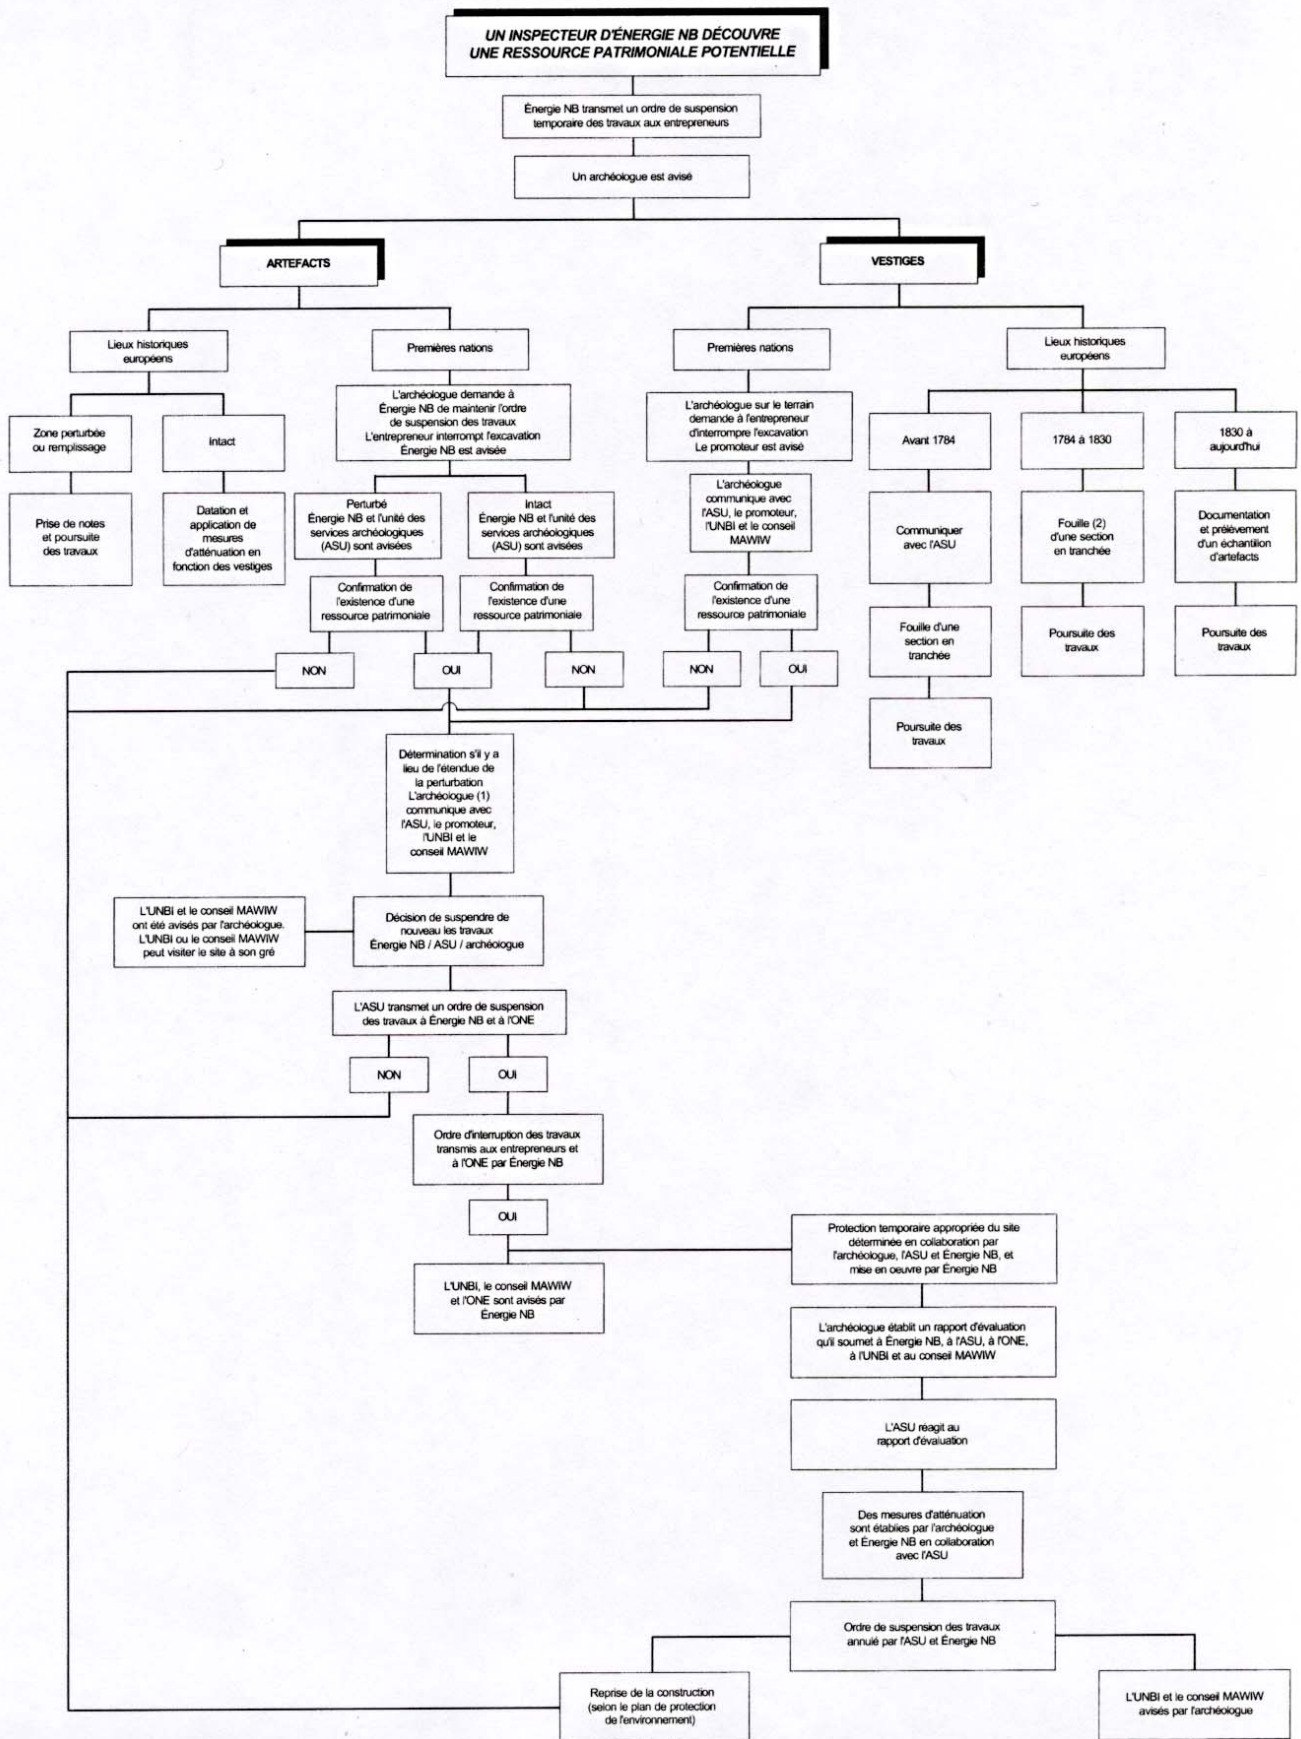 UN INSPECTEUR D'ÉNERGIE NB DÉCOUVRE
UNE RESSOURCE PATRIMONIALE POTENTIELLE
Énergie NB transmet un ordre de suspension
temporaire des travaux aux entrepreneurs
Un archéologue est avisé
ARTEFACTS
VESTIGES
Lieux historiques
européens
Premières nations
Premières nations
Lieux historiques
européens
Zone perturbée
ou remplissage
Intact
L'archéologue demande à
Énergie NB de maintenir l'ordre
de suspension des travaux
L'entrepreneur interrompt l'excavation
Énergie NB est avisée
L'archéologue sur le terrain
demande à l'entrepreneur
d'interrompre l'excavation
Le promoteur est avisé
Avant 1784
1784 à 1830
1830 à
aujourd'hui
Prise de notes
et poursuite
des travaux
Datation et
application de
mesures
d'atténuation en
fonction des vestiges
Perturbé
Énergie NB et l'unité des
services archéologiques
(ASU) sont avisées
Intact
Énergie NB et l'unité des
services archéologiques
(ASU) sont avisées
L'archéologue
communique avec
l'ASU, le promoteur,
l'UNBI et le conseil
MAWIW
Communiquer
avec l'ASU
Fouille (2)
d'une section
en tranchée
Documentation
et prélèvement
d'un échantillon
d'artefacts
Confirmation de
l'existence d'une
ressource patrimoniale
Confirmation de
l'existence d'une
ressource patrimoniale
Confirmation de
l'existence d'une
ressource patrimoniale
Fouille d'une
section en
tranchée
Poursuite des
travaux
Poursuite des
travaux
NON
OUI
NON
NON
OUI
Poursuite des
travaux
Détermination s'il y a
lieu de l'étendue de
la perturbation
L'archéologue (1)
communique avec
l'ASU, le promoteur,
l'UNBI et le
conseil MAWIW
L'UNBI et le conseil MAWIW
ont été avisés par l'archéologue.
L'UNBI ou le conseil MAWIW
peut visiter le site à son gré
Décision de suspendre de
nouveau les travaux
Énergie NB / ASU / archéologue
L'ASU transmet un ordre de suspension
des travaux à Énergie NB et à l'ONE
NON
OUI
Ordre d'interruption des travaux
transmis aux entrepreneurs et
à l'ONE par Énergie NB
OUI
L'UNBI, le conseil MAWIW
et l'ONE sont avisés par
Énergie NB
Protection temporaire appropriée du site
déterminée en collaboration par
l'archéologue, l'ASU et Énergie NB, et
mise en oeuvre par Énergie NB
L'archéologue établit un rapport d'évaluation
qu'il soumet à Énergie NB, à l'ASU, à l'ONE,
à l'UNBI et au conseil MAWIW
L'ASU réagit au
rapport d'évaluation
Des mesures d'atténuation
sont établies par l'archéologue
et Énergie NB en collaboration
avec l'ASU
Ordre de suspension des travaux
annulé par l'ASU et Énergie NB
Reprise de la construction
(selon le plan de protection
de l'environnement)
L'UNBI et le conseil MAWIW
avisés par l'archéologue